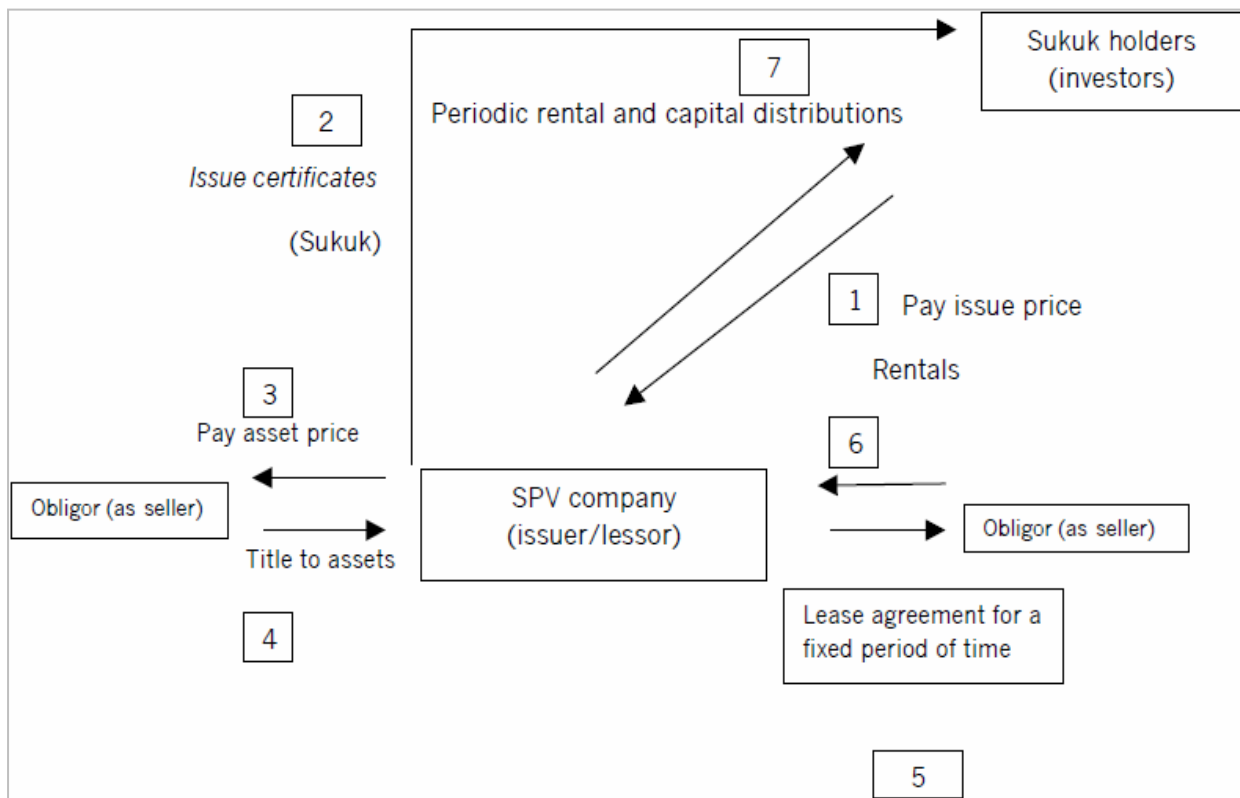 Sukuk holders
(investors)
7
Periodic rental and capital distributions
2
Issue certificates
(Sukuk)
1
Pay issue price
Rentals
3
Pay asset price
6
Obligor (as seller)
SPV company
(issuer/lessor)
Obligor (as seller)
Title to assets
4
Lease agreement for a
fixed period of time
5